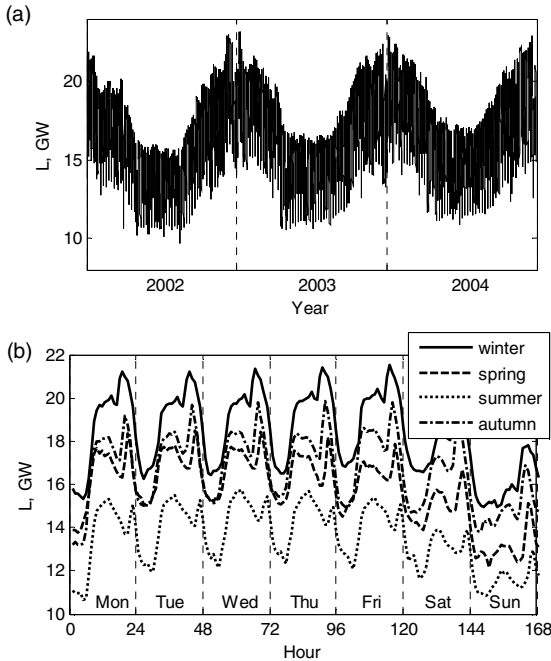 (a)
L, GW
20
15
10
2002 2003 2004
Year
(b)
L, GW
22
20
18
16
14
12
10
winter
spring
summer
autumn
Mon Tue Wed Thu Fri Sat Sun
0 24 48 72 96 120 144 168
Hour